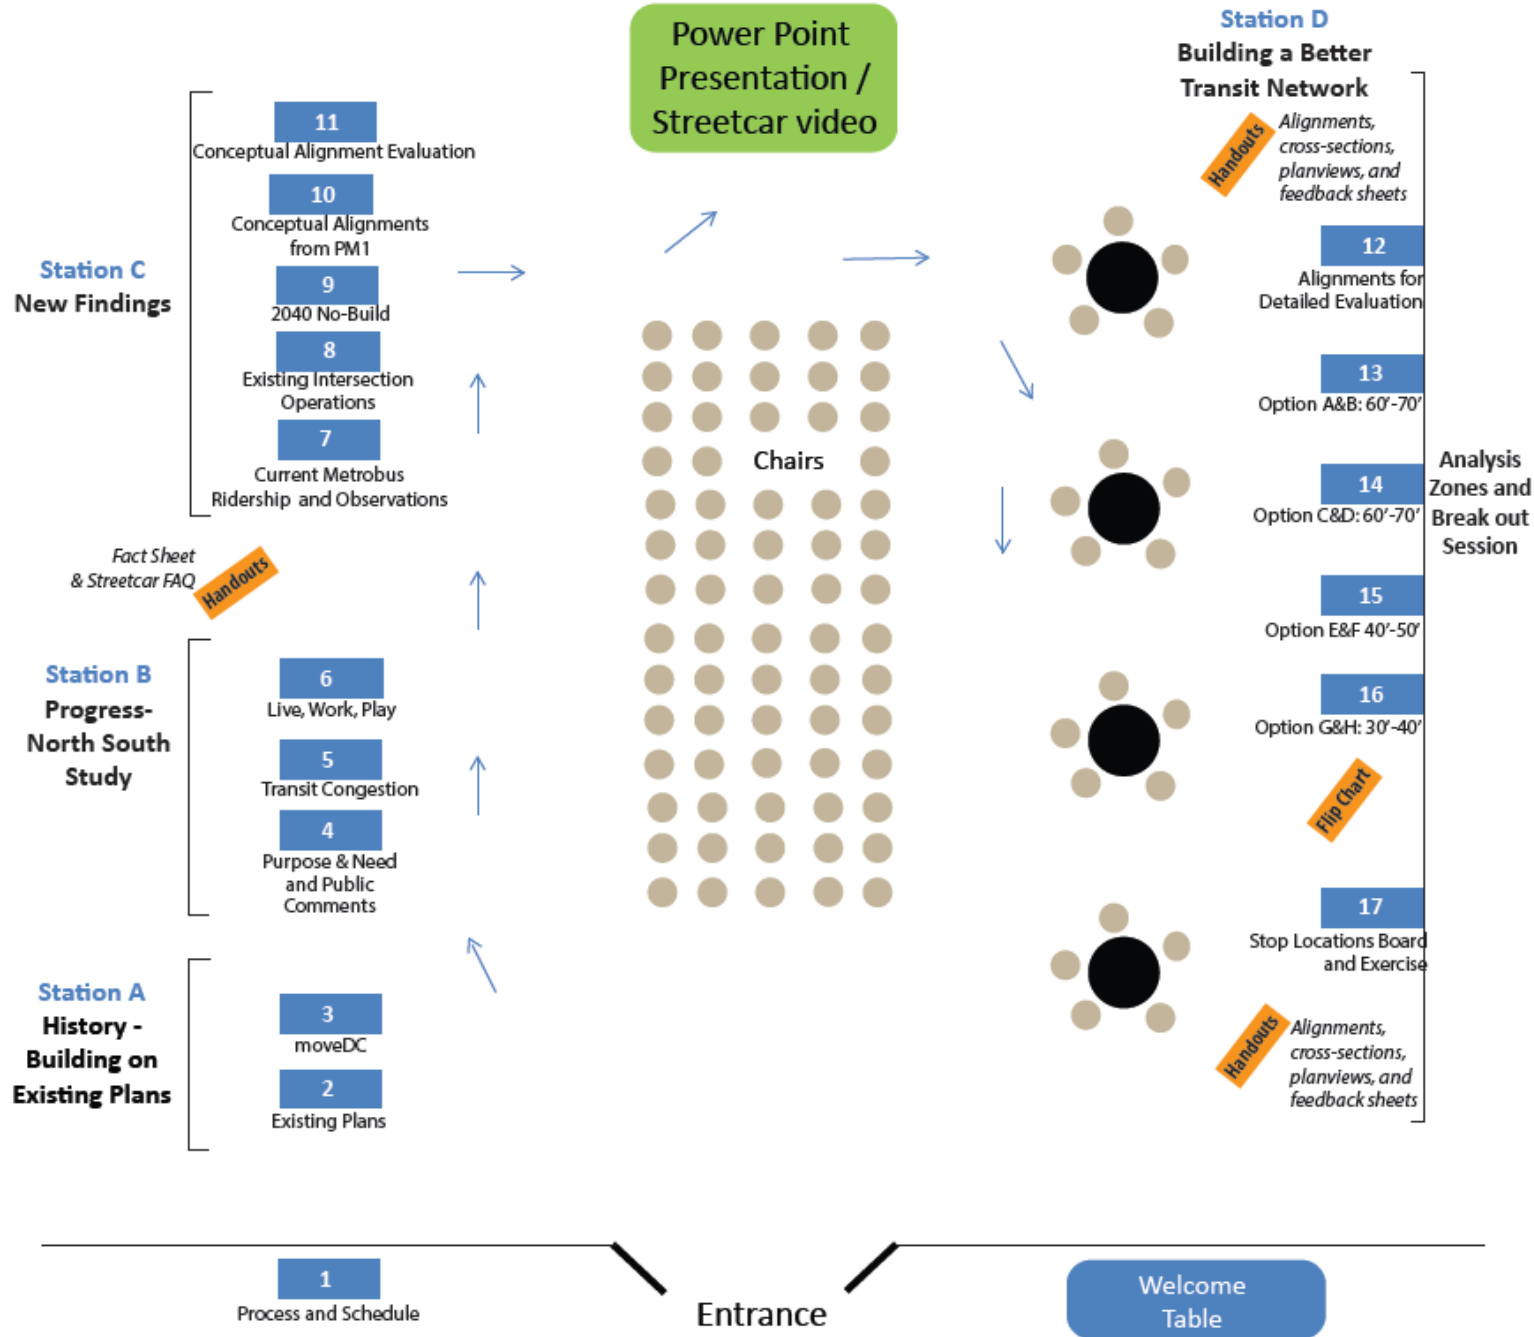 Power Point
Presentation /
Streetcar video
Station D
Building a Better
Transit Network
Handouts
Alignments,
cross-sections,
planviews, and
feedback sheets
11
Conceptual Alignment Evaluation
10
Conceptual Alignments
from PM1
Station C
New Findings
9
2040 No-Build
8
Existing Intersection
Operations
7
Current Metrobus
Ridership and Observations
Fact Sheet
& Streetcar FAQ
Handouts
Station B
Progress-
North South
Study
6
Live, Work, Play
5
Transit Congestion
4
Purpose & Need
and Public
Comments
Station A
History -
Building on
Existing Plans
3
moveDC
2
Existing Plans
Chairs
12
Alignments for
Detailed Evaluation
13
Option A&B: 60'-70'
14
Option C&D: 60'-70'
15
Option E&F 40'-50'
16
Option G&H: 30'-40'
Analysis
Zones and
Break out
Session
Flip Chart
17
Stop Locations Board
and Exercise
Handouts
Alignments,
cross-sections,
planviews, and
feedback sheets
1
Process and Schedule
Entrance
Welcome
Table